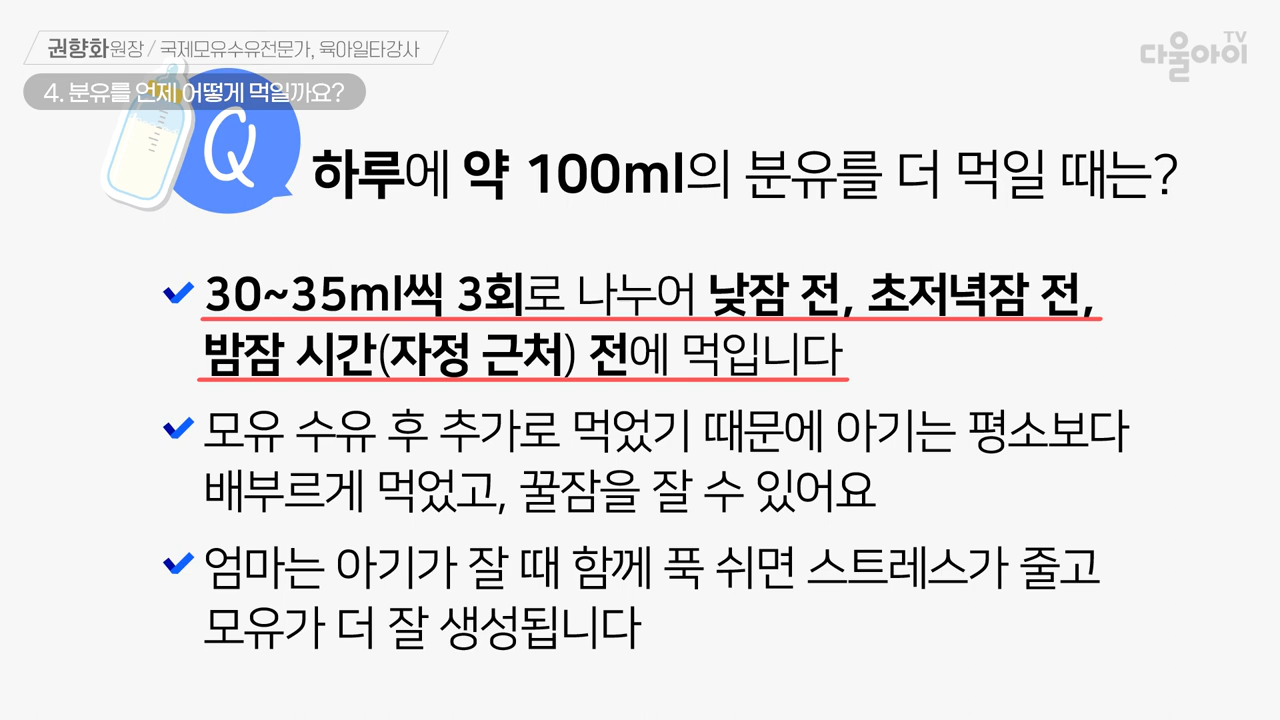 권향화원장 / 국제모유수유전문가, 육아일타강사
다울아이 TV
4. 분유를 언제 어떻게 먹일까요?
Q
하루에 약 100ml의 분유를 더 먹일 때는?
30~35ml씩 3회로 나누어 낮잠 전, 초저녁잠 전,
밤잠 시간(자정 근처) 전에 먹입니다
모유 수유 후 추가로 먹었기 때문에 아기는 평소보다
배부르게 먹었고, 꿀잠을 잘 수 있어요
엄마는 아기가 잘 때 함께 푹 쉬면 스트레스가 줄고
모유가 더 잘 생성됩니다